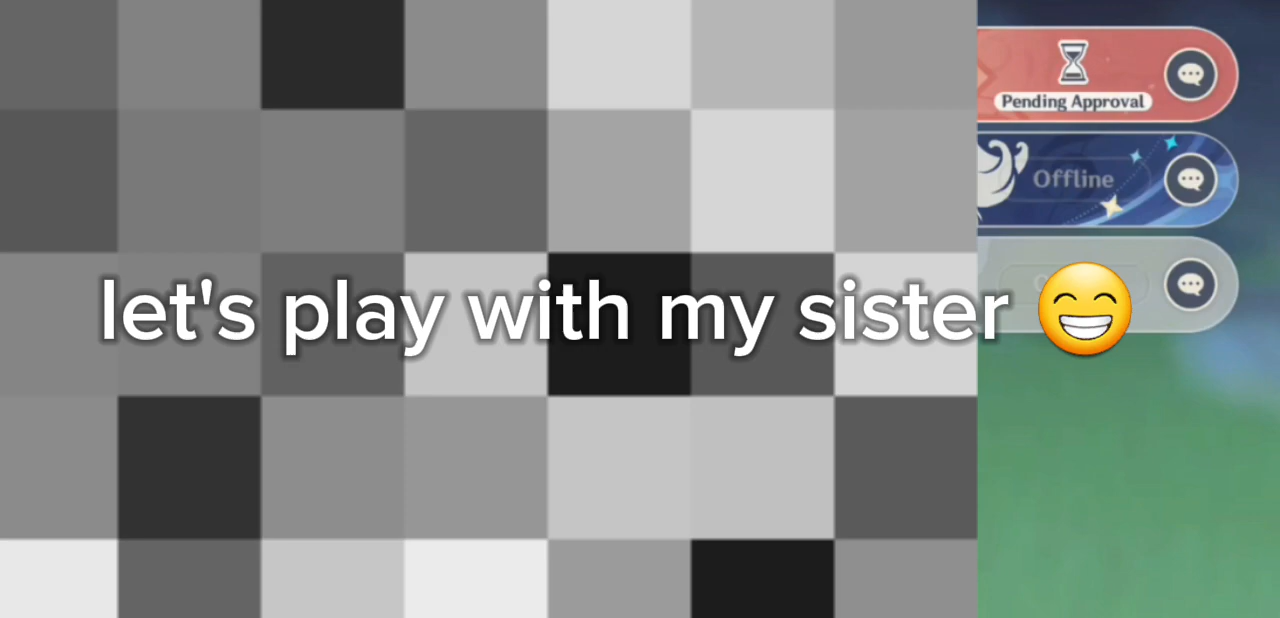 Pending Approval
Offline
let's play with my sister 😁